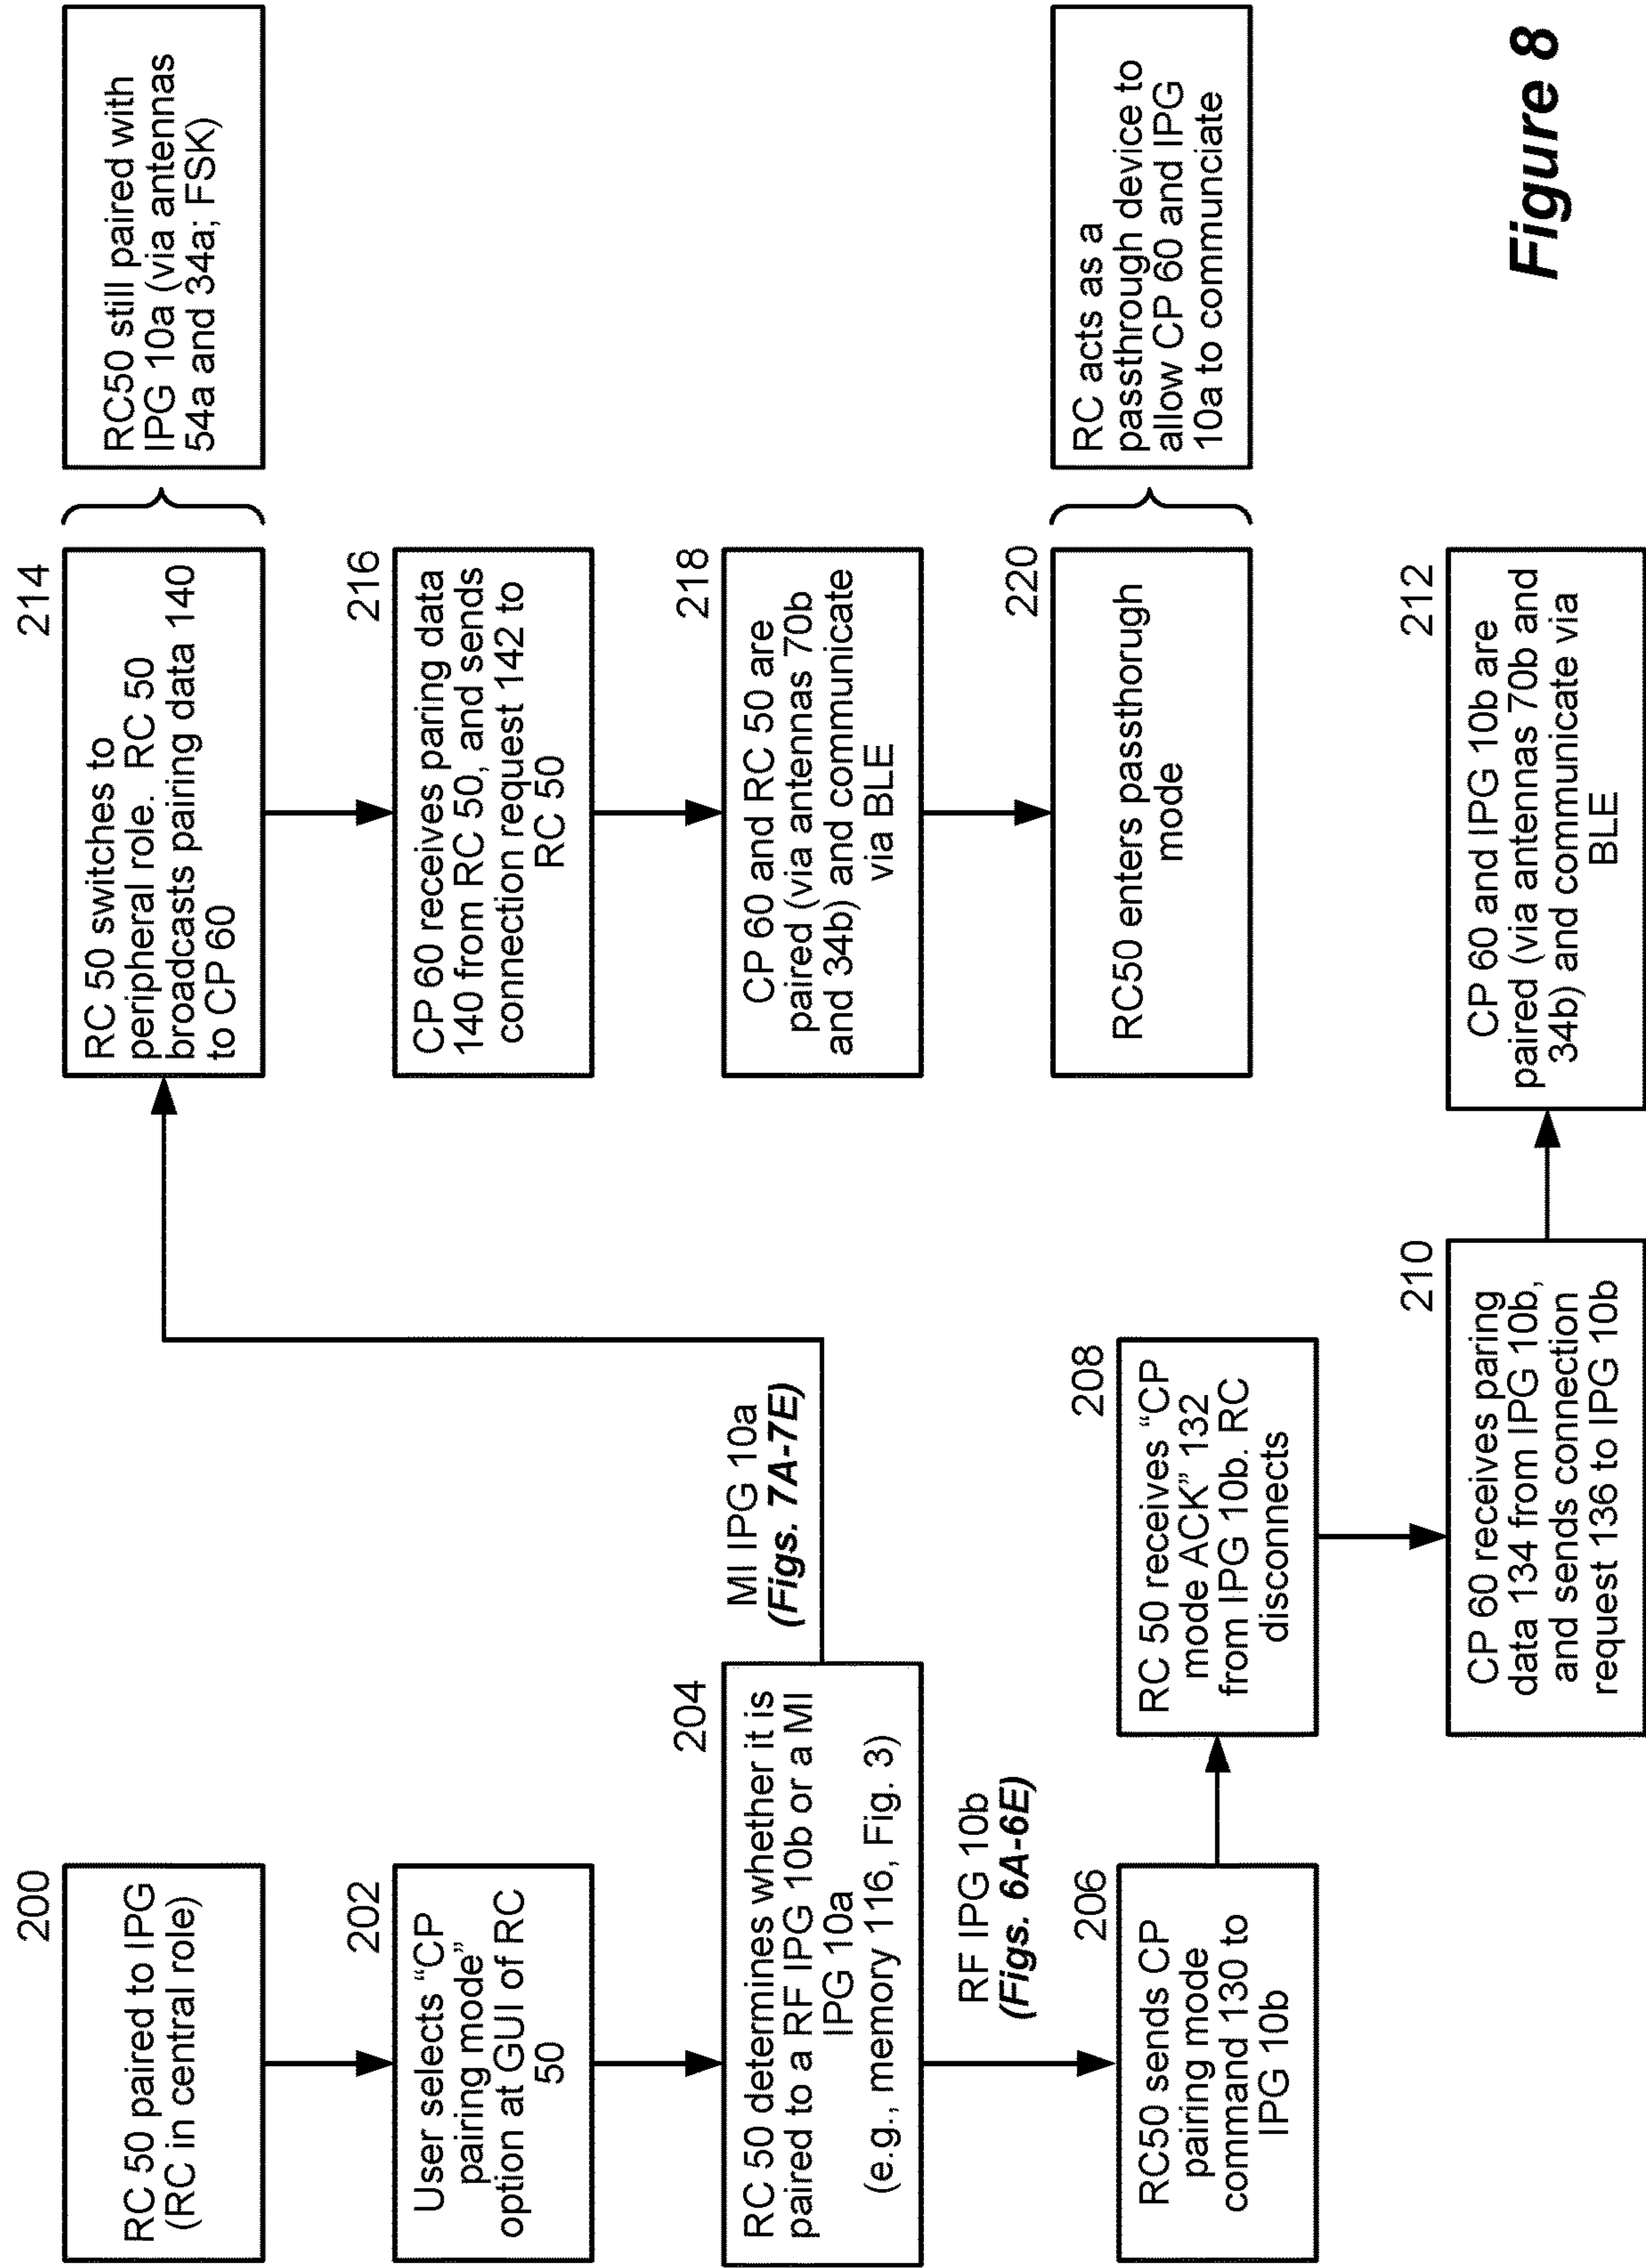 200
RC 50 paired to IPG
(RC in central role)
202
User selects “CP
pairing mode”
option at GUI of RC
50
204
RC 50 determines whether it is
paired to a RF IPG 10b or a MI
IPG 10a
(e.g., memory 116, Fig. 3)
MI IPG 10a
(Figs. 7A-7E)
RF IPG 10b
(Figs. 6A-6E)
206
RC50 sends CP
pairing mode
command 130 to
IPG 10b
208
RC 50 receives “CP
mode ACK” 132
from IPG 10b. RC
disconnects
210
CP 60 receives paring
data 134 from IPG 10b,
and sends connection
request 136 to IPG 10b
212
CP 60 and IPG 10b are
paired (via antennas 70b and
34b) and communicate via
BLE
214
RC 50 switches to
peripheral role. RC 50
broadcasts pairing data 140
to CP 60
RC50 still paired with
IPG 10a (via antennas
54a and 34a; FSK)
216
CP 60 receives paring data
140 from RC 50, and sends
connection request 142 to
RC 50
218
CP 60 and RC 50 are
paired (via antennas 70b
and 34b) and communicate
via BLE
220
RC50 enters passthorugh
mode
RC acts as a
passthrough device to
allow CP 60 and IPG
10a to communciate
Figure 8